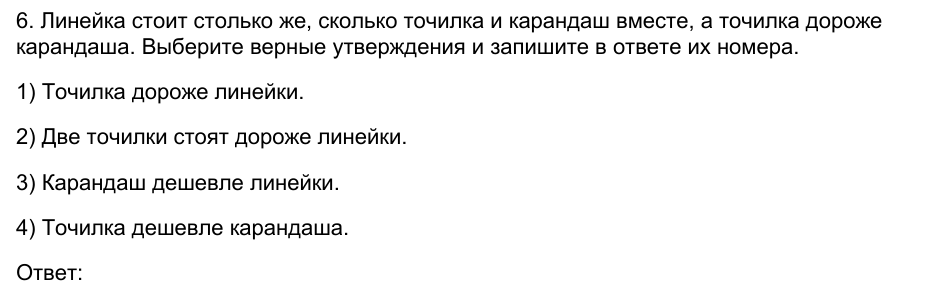 6. Линейка стоит столько же, сколько точилка и карандаш вместе, а точилка дороже
карандаша. Выберите верные утверждения и запишите в ответе их номера.
1) Точилка дороже линейки.
2) Две точилки стоят дороже линейки.
3) Карандаш дешевле линейки.
4) Точилка дешевле карандаша.
Ответ: